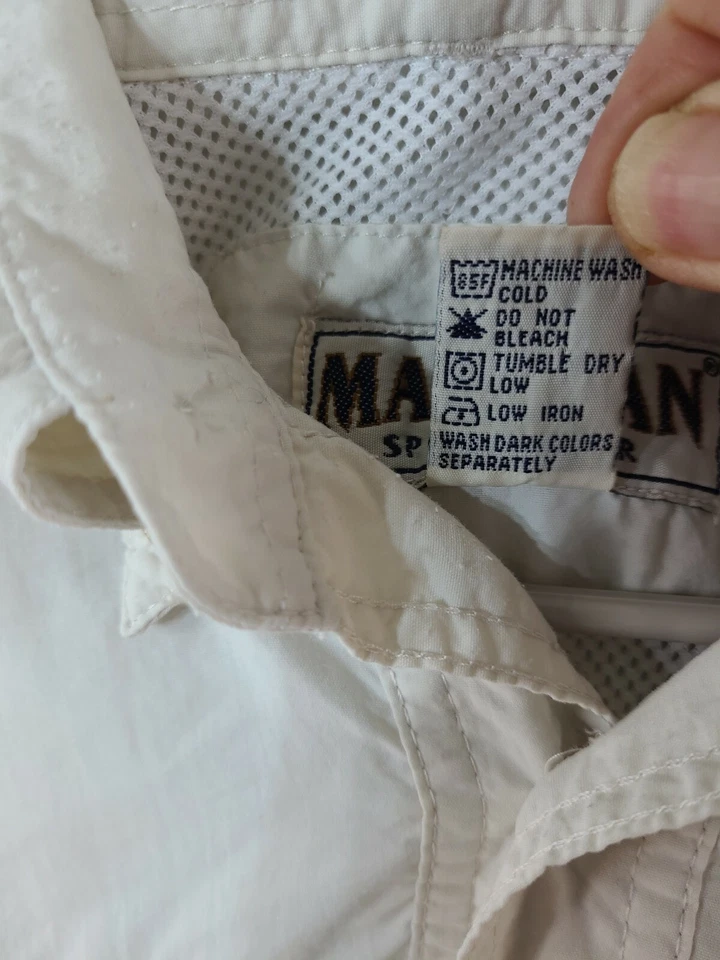 85F MACHINE WASH
COLD
DO NOT
BLEACH
TUMBLE DRY
LOW
LOW IRON
WASH DARK COLORS
SEPARATELY
®